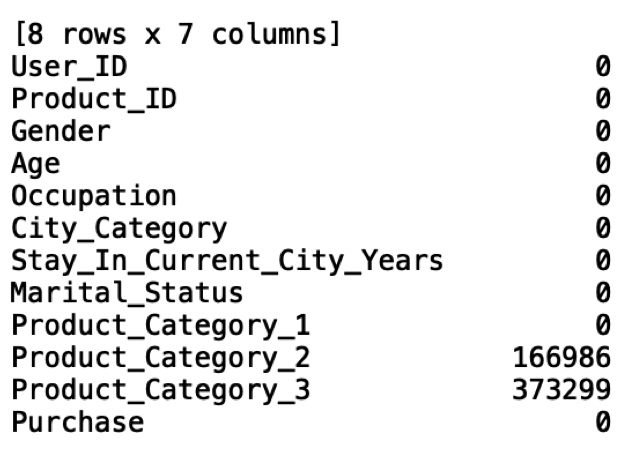 [8 rows x 7 columns]
User_ID 0
Product_ID 0
Gender 0
Age 0
Occupation 0
City_Category 0
Stay_In_Current_City_Years 0
Marital_Status 0
Product_Category_1 0
Product_Category_2 166986
Product_Category_3 373299
Purchase 0